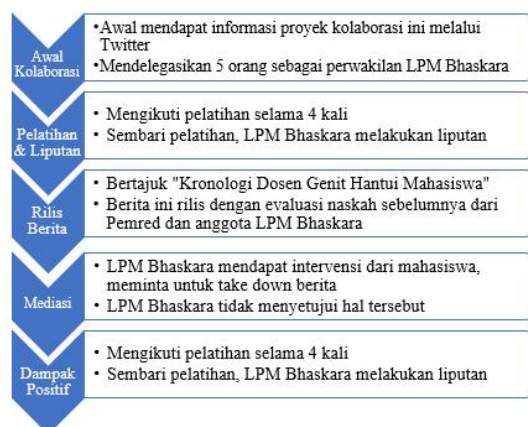 Awal
Kolaborasi
•Awal mendapat informasi proyek kolaborasi ini melalui
Twitter
•Mendelegasikan 5 orang sebagai perwakilan LPM Bhaskara
Pelatihan
& Liputan
• Mengikuti pelatihan selama 4 kali
• Sembari pelatihan, LPM Bhaskara melakukan liputan
Rilis
Berita
• Bertajuk "Kronologi Dosen Genit Hantui Mahasiswa"
• Berita ini rilis dengan evaluasi naskah sebelumnya dari
Pemred dan anggota LPM Bhaskara
Mediasi
• LPM Bhaskara mendapat intervensi dari mahasiswa,
meminta untuk take down berita
• LPM Bhaskara tidak menyetujui hal tersebut
Dampak
Positif
• Mengikuti pelatihan selama 4 kali
• Sembari pelatihan, LPM Bhaskara melakukan liputan